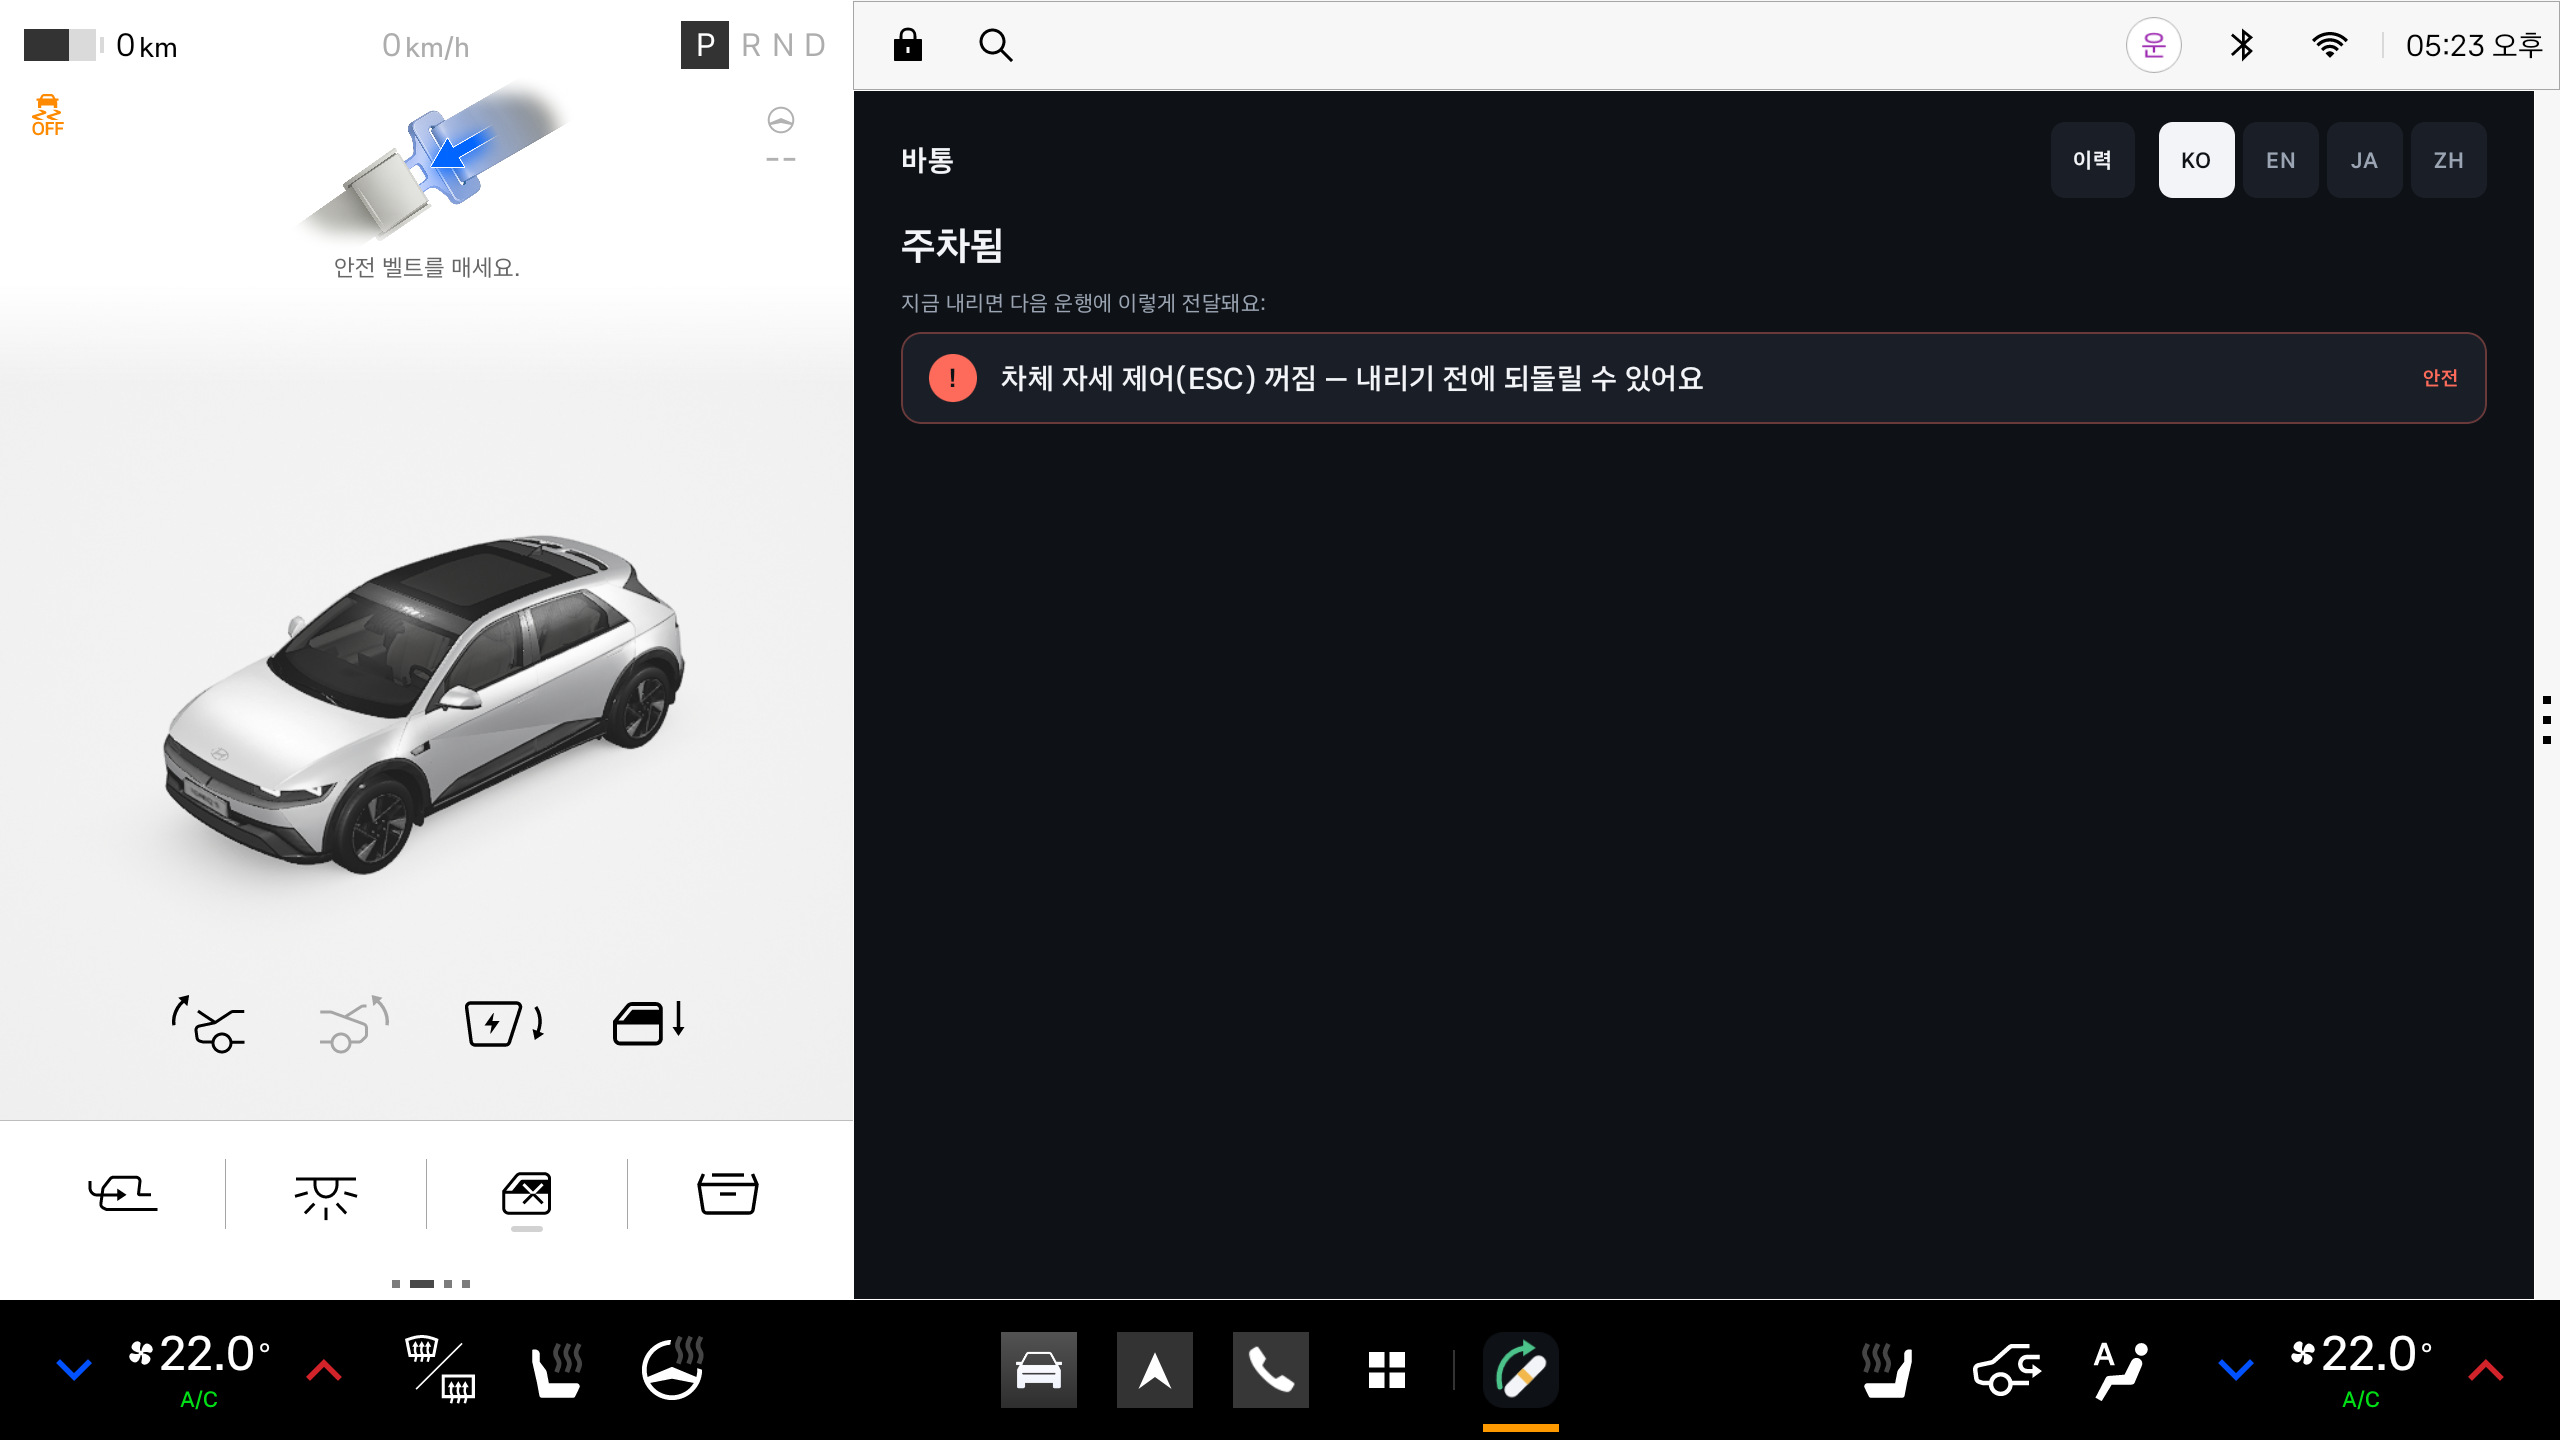 0 km
0 km/h
P R N D
OFF
--
안전 벨트를 매세요.
운
05:23 오후
바통
이력
KO
EN
JA
ZH
주차됨
지금 내리면 다음 운행에 이렇게 전달돼요:
! 차체 자세 제어(ESC) 꺼짐 — 내리기 전에 되돌릴 수 있어요
안전
22.0°
A/C
A
22.0°
A/C